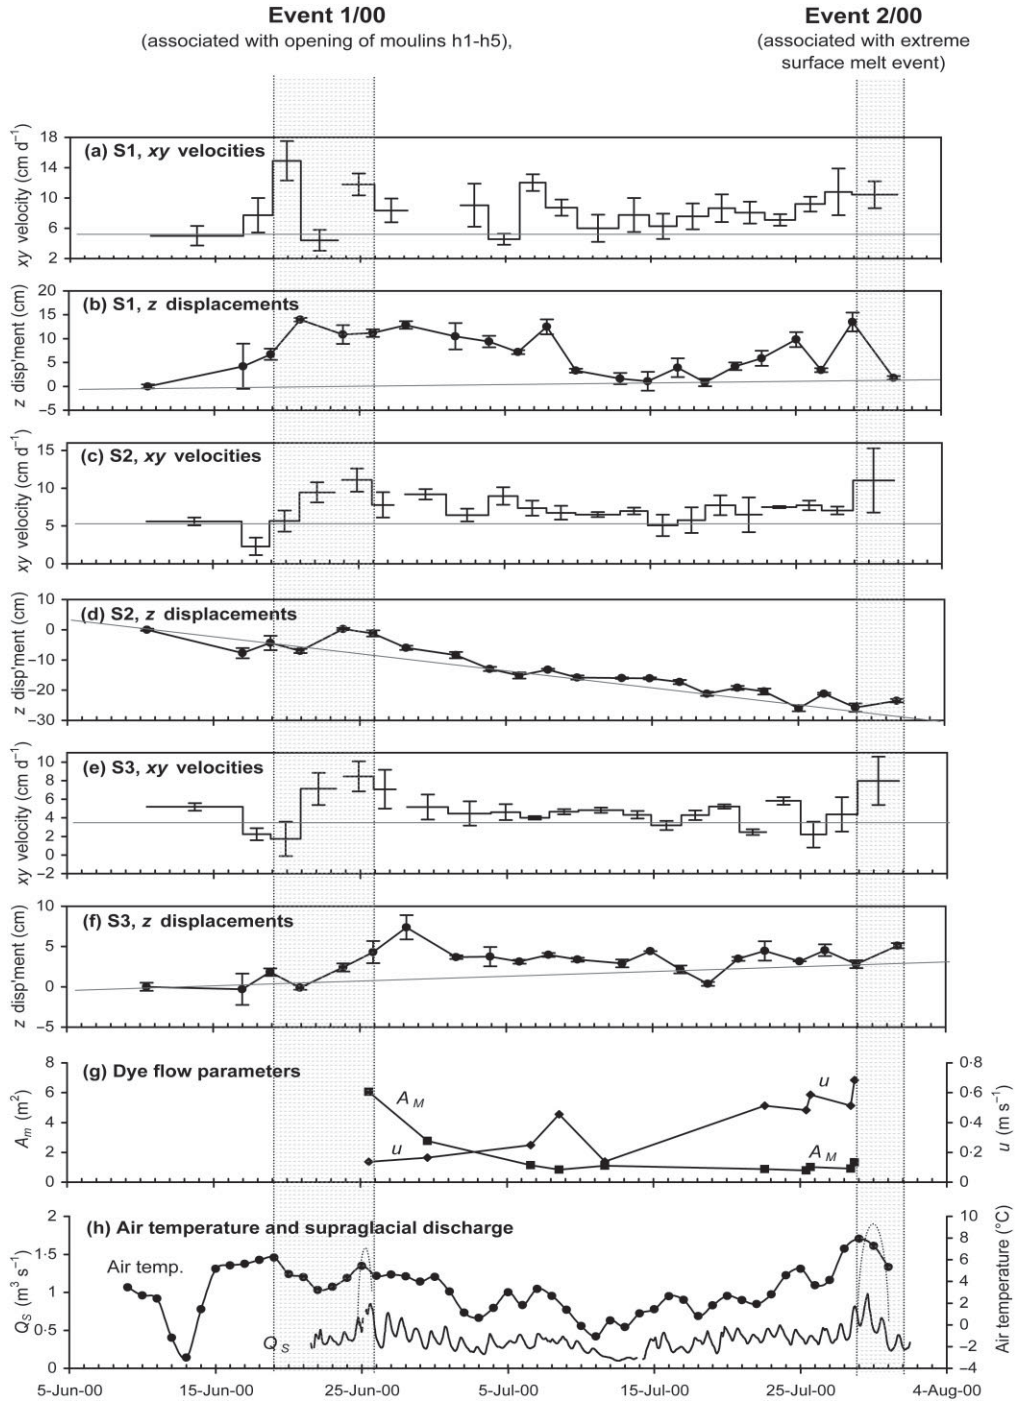 Event 1/00
(associated with opening of moulins h1-h5),
Event 2/00
(associated with extreme
surface melt event)
(a) S1, xy velocities
xy velocity (cm d⁻¹)
18
14
10
6
2
(b) S1, z displacements
z disp'ment (cm)
20
15
10
5
0
−5
(c) S2, xy velocities
xy velocity (cm d⁻¹)
15
10
5
0
(d) S2, z displacements
z disp'ment (cm)
10
0
−10
−20
−30
(e) S3, xy velocities
xy velocity (cm d⁻¹)
10
8
6
4
2
0
−2
(f) S3, z displacements
z disp'ment (cm)
10
5
0
−5
(g) Dye flow parameters
A_m (m²)
8
6
4
2
0
A_M
u
u
A_M
0·8
0·6
0·4
0·2
0
u (m s⁻¹)
(h) Air temperature and supraglacial discharge
Q_S (m³ s⁻¹)
2
1·5
1
0·5
0
Air temp.
Q_S
10
8
6
4
2
0
−2
−4
Air temperature (°C)
5-Jun-00
15-Jun-00
25-Jun-00
5-Jul-00
15-Jul-00
25-Jul-00
4-Aug-00